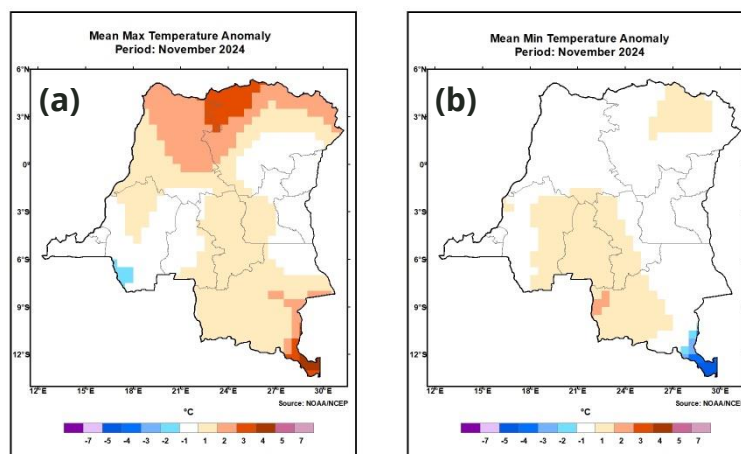 Mean Max Temperature Anomaly
Period: November 2024
(a)
6°N
3°N
0°
3°S
6°S
9°S
12°S
12°E 15°E 18°E 21°E 24°E 27°E 30°E
°C
Source: NOAA/NCEP
-7 -5 -4 -3 -2 -1 1 2 3 4 5 7
Mean Min Temperature Anomaly
Period: November 2024
(b)
6°N
3°N
0°
3°S
6°S
9°S
12°S
12°E 15°E 18°E 21°E 24°E 27°E 30°E
°C
Source: NOAA/NCEP
-7 -5 -4 -3 -2 -1 1 2 3 4 5 7